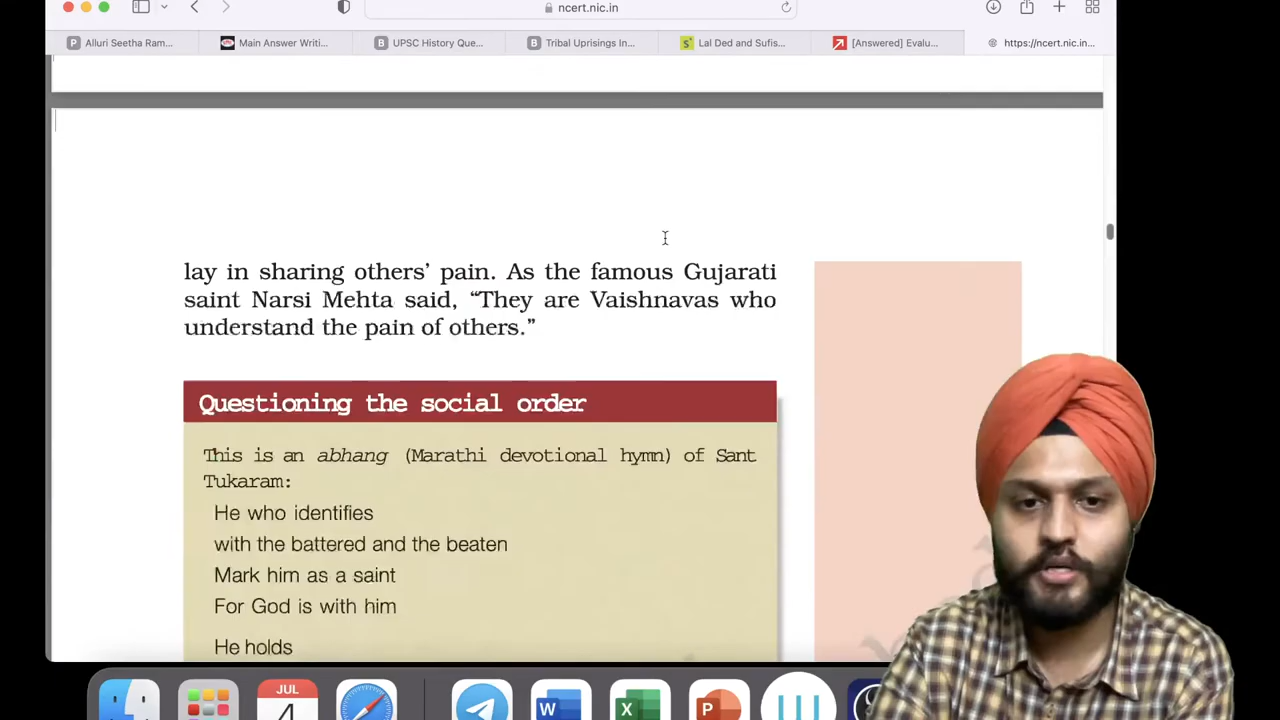 ncert.nic.in
Alluri Seetha Ram...
Main Answer Writi...
UPSC History Que...
Tribal Uprisings In...
Lal Ded and Sufis...
[Answered] Evalu...
https://ncert.nic.in...
lay in sharing others' pain. As the famous Gujarati
saint Narsi Mehta said, “They are Vaishnavas who
understand the pain of others.”
Questioning the social order
This is an abhang (Marathi devotional hymn) of Sant
Tukaram:
He who identifies
with the battered and the beaten
Mark him as a saint
For God is with him
He holds
JUL
4
W
X
P